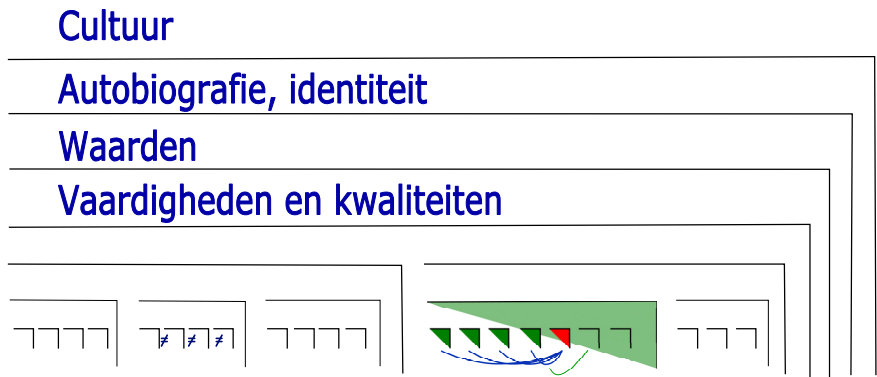 Cultuur
Autobiografie, identiteit
Waarden
Vaardigheden en kwaliteiten
≠ ≠ ≠